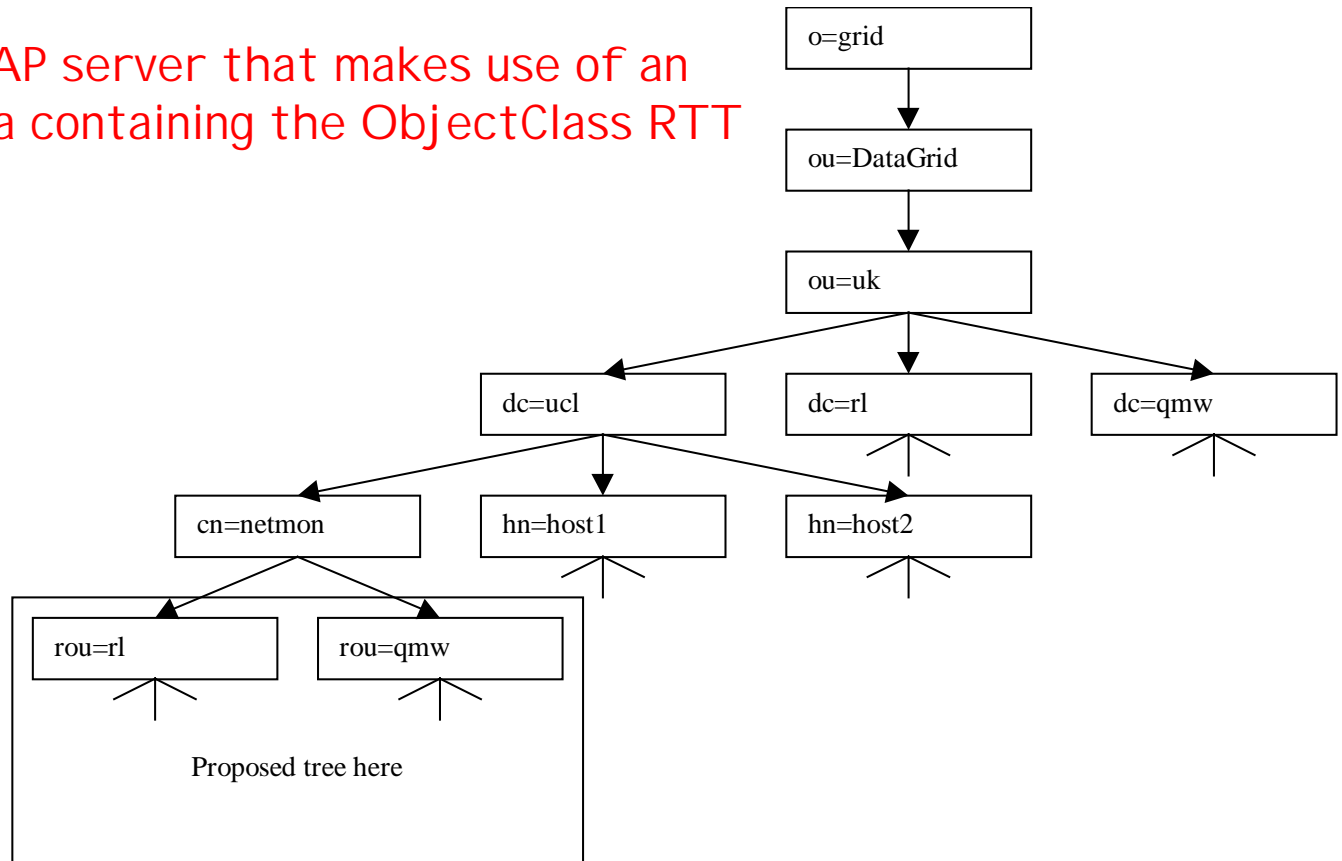 AP server that makes use of an
a containing the ObjectClass RTT
o=grid
ou=DataGrid
ou=uk
dc=ucl
dc=rl
dc=qmw
cn=netmon
hn=host1
hn=host2
rou=rl
rou=qmw
Proposed tree here